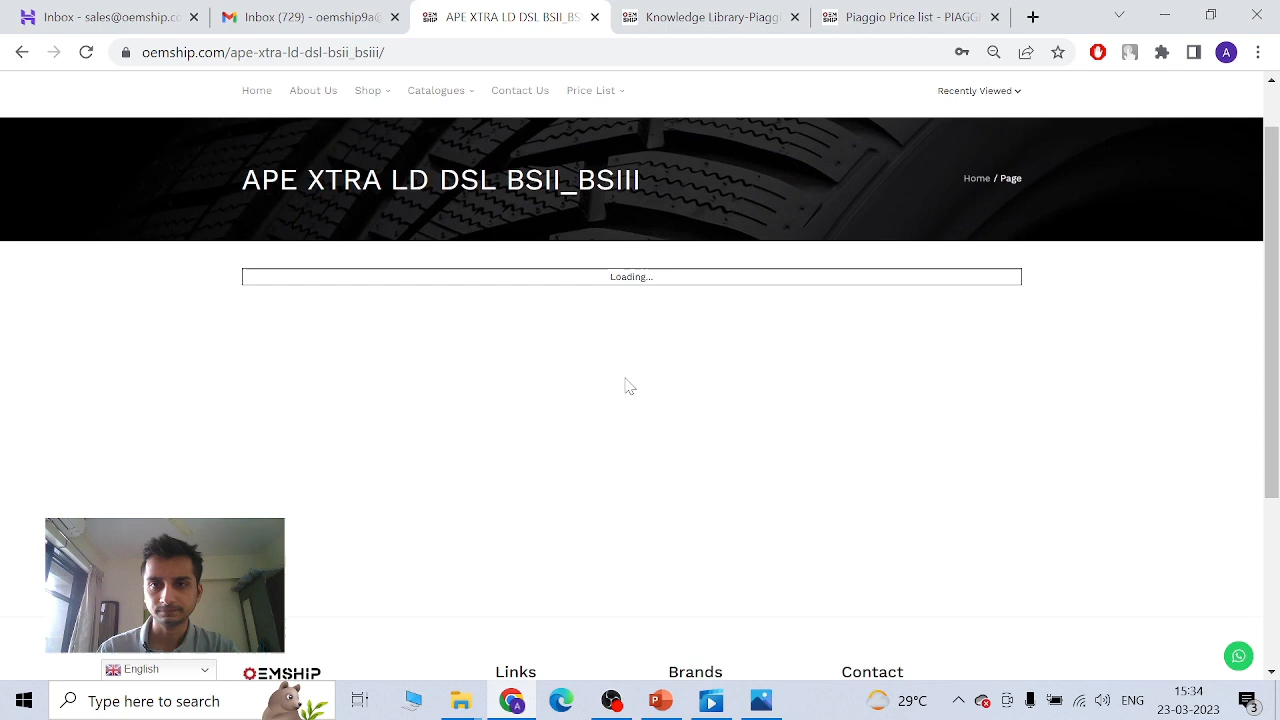 Inbox - sales@oemship.co
Inbox (729) - omship9a@
APE XTRA LD DSL BSII_BS
Knowledge Library-Piaggi
Piaggio Price list - PIAGGI
oemship.com/ape-xtra-ld-dsl-bsii_bsiii/
A
Home
About Us
Shop
Catalogues
Contact Us
Price List
Recently Viewed
APE XTRA LD DSL BSII_BSIII
Home / Page
Loading...
English
OEMSHIP
Links
Brands
Contact
Type here to search
29°C
ENG
15:34
23-03-2023
3